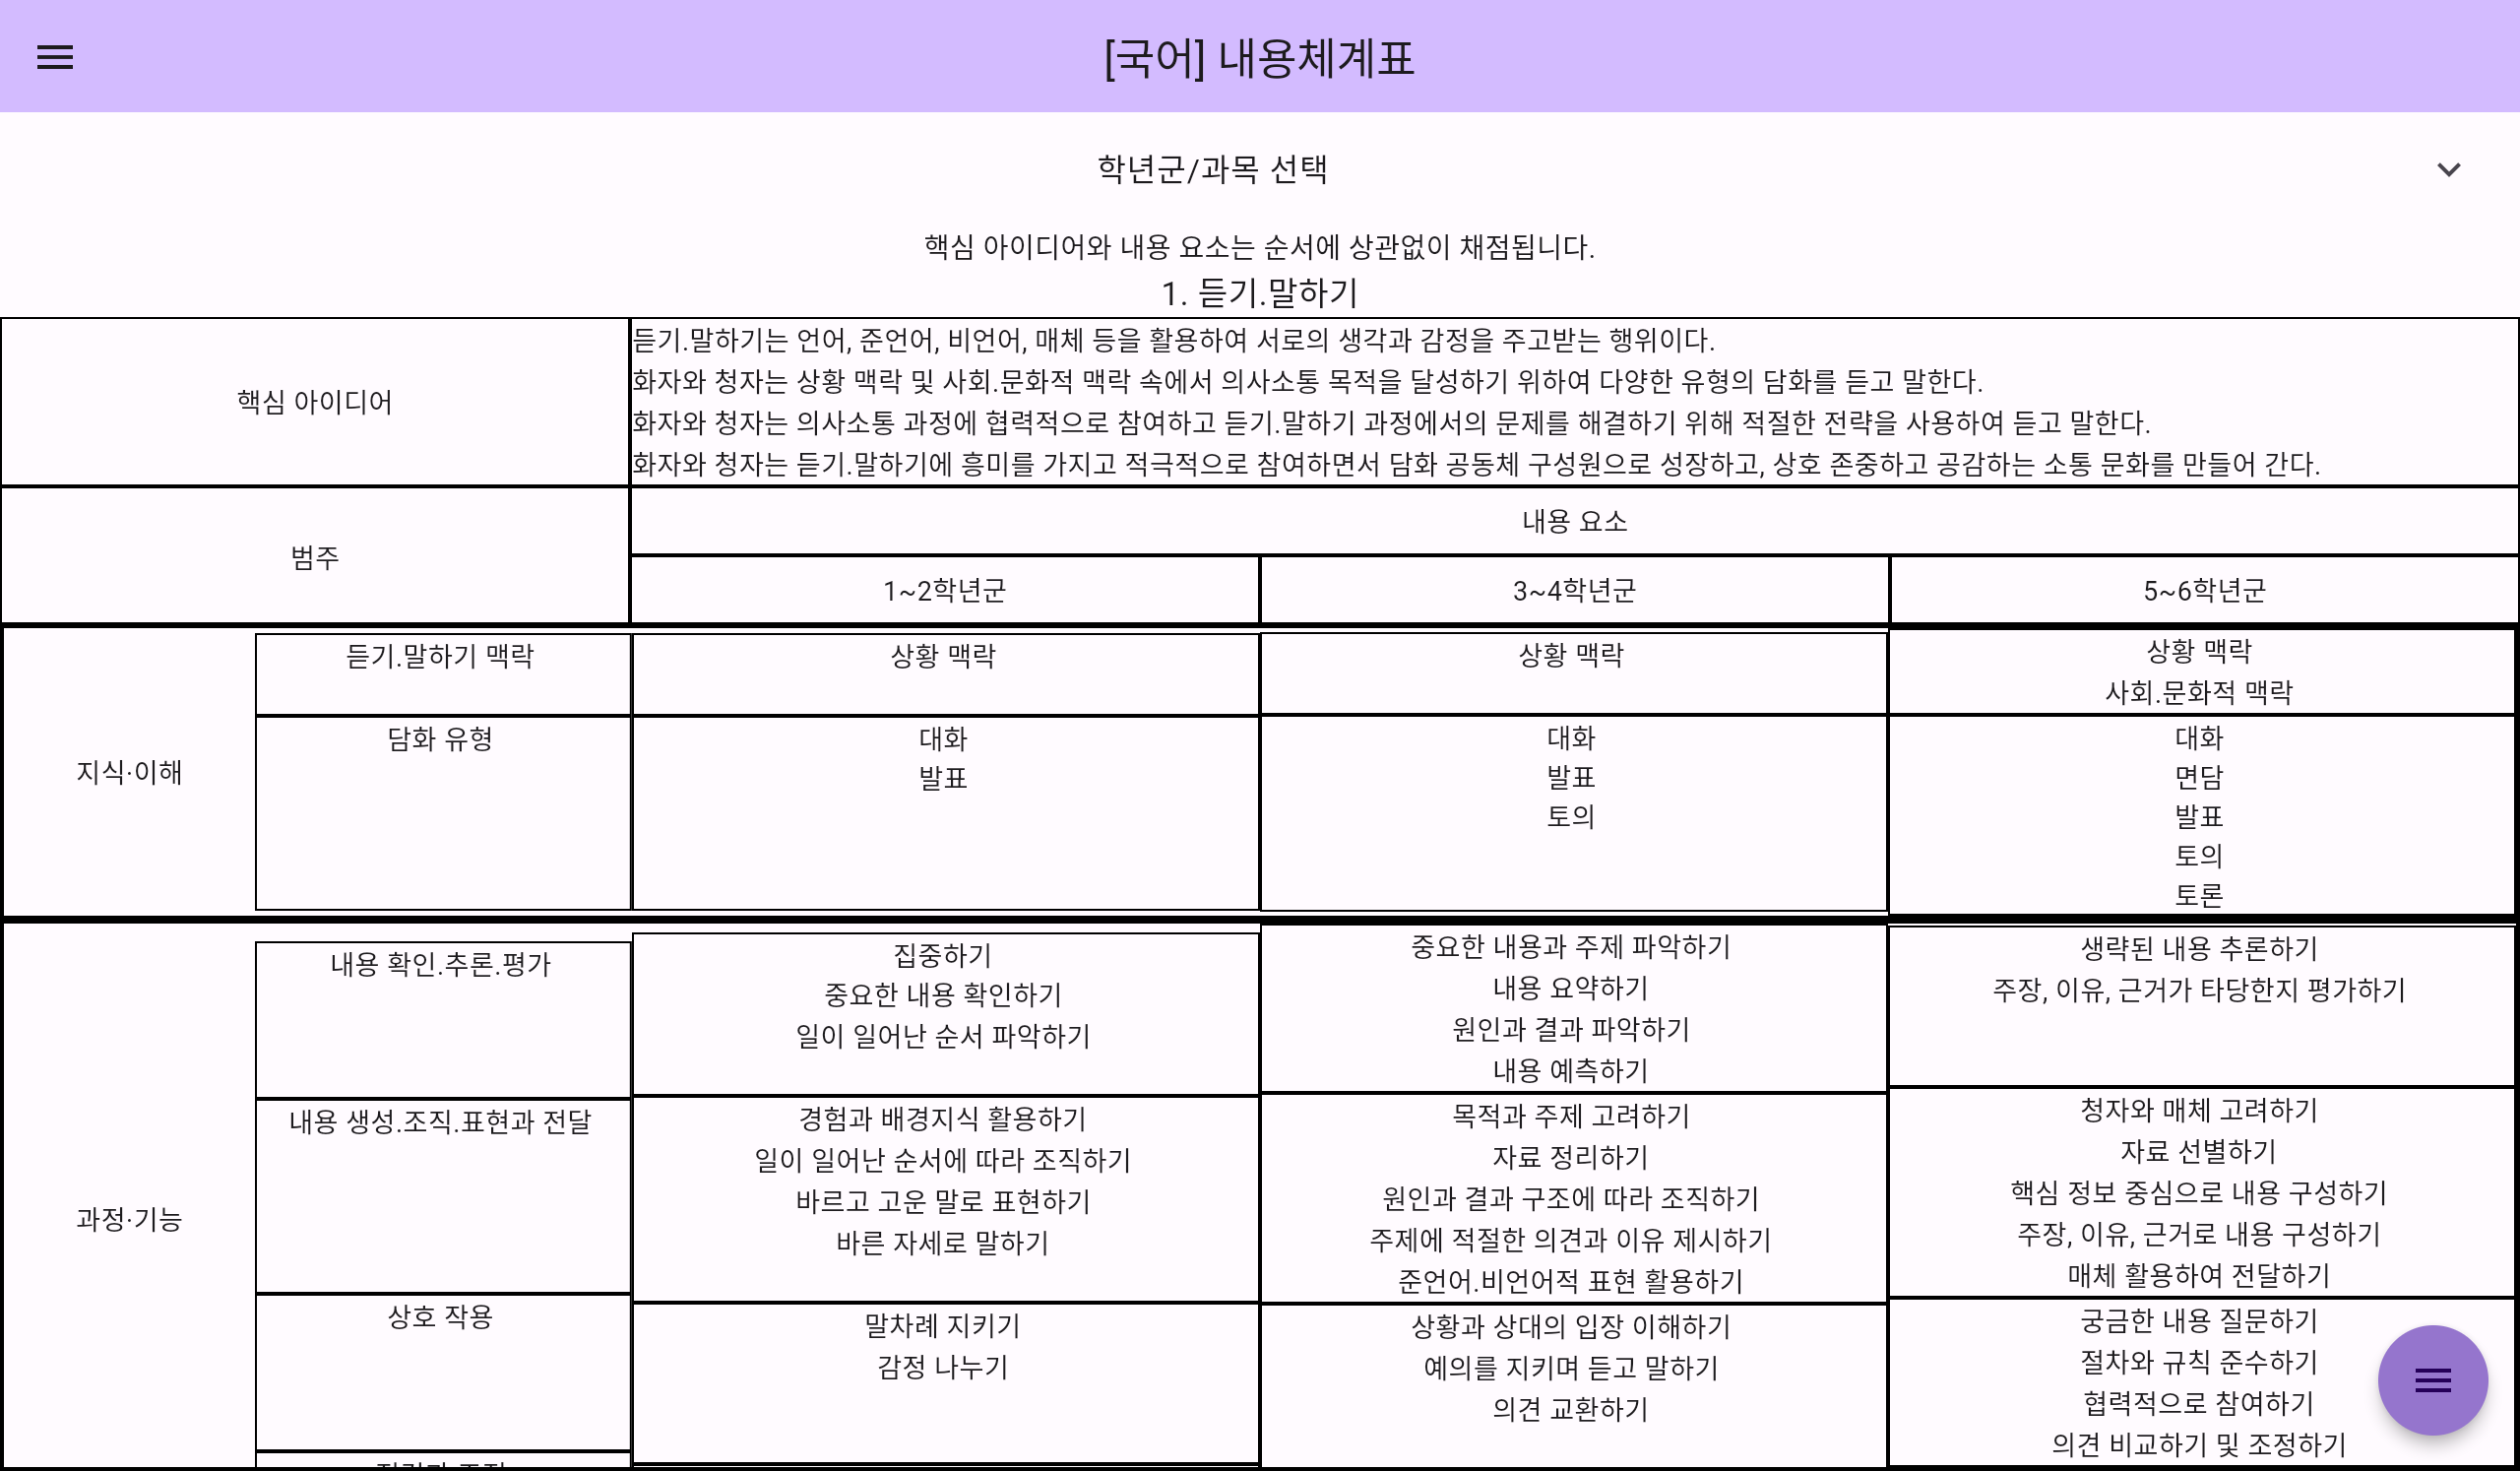 [국어] 내용체계표
학년군/과목 선택
핵심 아이디어와 내용 요소는 순서에 상관없이 채점됩니다.
1. 듣기.말하기
핵심 아이디어
듣기.말하기는 언어, 준언어, 비언어, 매체 등을 활용하여 서로의 생각과 감정을 주고받는 행위이다.
화자와 청자는 상황 맥락 및 사회.문화적 맥락 속에서 의사소통 목적을 달성하기 위하여 다양한 유형의 담화를 듣고 말한다.
화자와 청자는 의사소통 과정에 협력적으로 참여하고 듣기.말하기 과정에서의 문제를 해결하기 위해 적절한 전략을 사용하여 듣고 말한다.
화자와 청자는 듣기.말하기에 흥미를 가지고 적극적으로 참여하면서 담화 공동체 구성원으로 성장하고, 상호 존중하고 공감하는 소통 문화를 만들어 간다.
범주
내용 요소
1~2학년군
3~4학년군
5~6학년군
지식·이해
듣기.말하기 맥락
상황 맥락
상황 맥락
상황 맥락
사회.문화적 맥락
담화 유형
대화
발표
대화
발표
토의
대화
면담
발표
토의
토론
과정·기능
내용 확인.추론.평가
집중하기
중요한 내용 확인하기
일이 일어난 순서 파악하기
중요한 내용과 주제 파악하기
내용 요약하기
원인과 결과 파악하기
내용 예측하기
생략된 내용 추론하기
주장, 이유, 근거가 타당한지 평가하기
내용 생성.조직.표현과 전달
경험과 배경지식 활용하기
일이 일어난 순서에 따라 조직하기
바르고 고운 말로 표현하기
바른 자세로 말하기
목적과 주제 고려하기
자료 정리하기
원인과 결과 구조에 따라 조직하기
주제에 적절한 의견과 이유 제시하기
준언어.비언어적 표현 활용하기
청자와 매체 고려하기
자료 선별하기
핵심 정보 중심으로 내용 구성하기
주장, 이유, 근거로 내용 구성하기
매체 활용하여 전달하기
상호 작용
말차례 지키기
감정 나누기
상황과 상대의 입장 이해하기
예의를 지키며 듣고 말하기
의견 교환하기
궁금한 내용 질문하기
절차와 규칙 준수하기
협력적으로 참여하기
의견 비교하기 및 조정하기